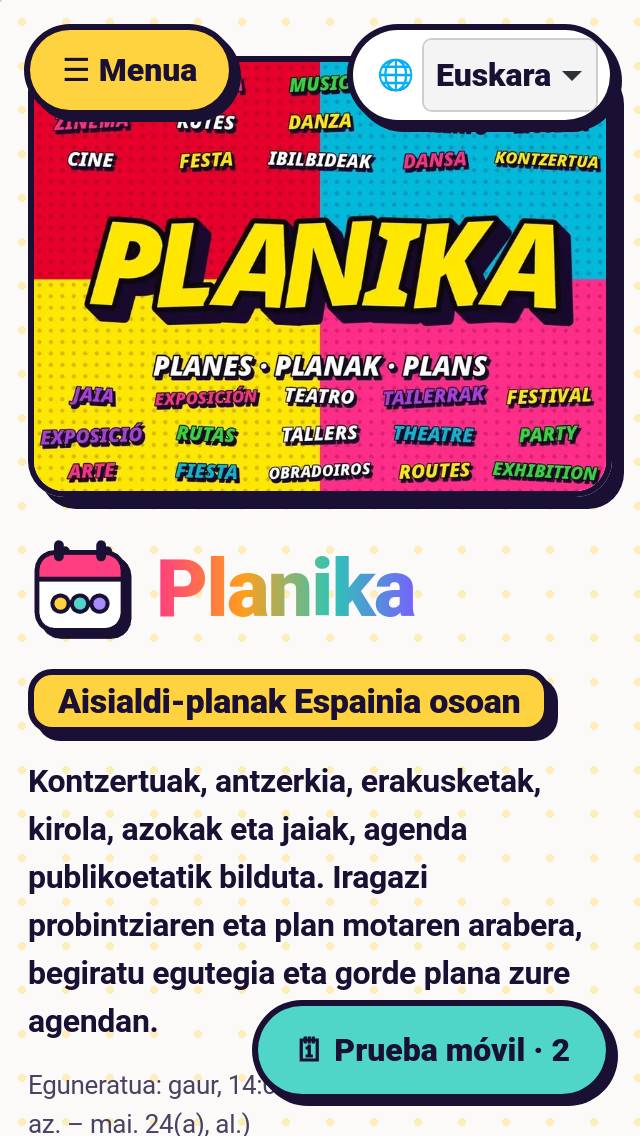 ☰ Menua
🌐 Euskara
ZINEMA RUTES DANZA
CINE FESTA IBILBIDEAK DANSA KONTZERTUA
PLANIKA
PLANES · PLANAK · PLANS
JAIA EXPOSICIÓN TEATRO TAILERRAK FESTIVAL
EXPOSICIÓ RUTAS TALLERS THEATRE PARTY
ARTE FIESTA OBRADOIROS ROUTES EXHIBITION
Planika
Aisialdi-planak Espainia osoan
Kontzertuak, antzerkia, erakusketak,
kirola, azokak eta jaiak, agenda
publikoetatik bilduta. Iragazi
probintziaren eta plan motaren arabera,
begiratu egutegia eta gorde plana zure
agendan.
Prueba móvil · 2
Eguneratua: gaur,
az. – mai. 24(a), al.)